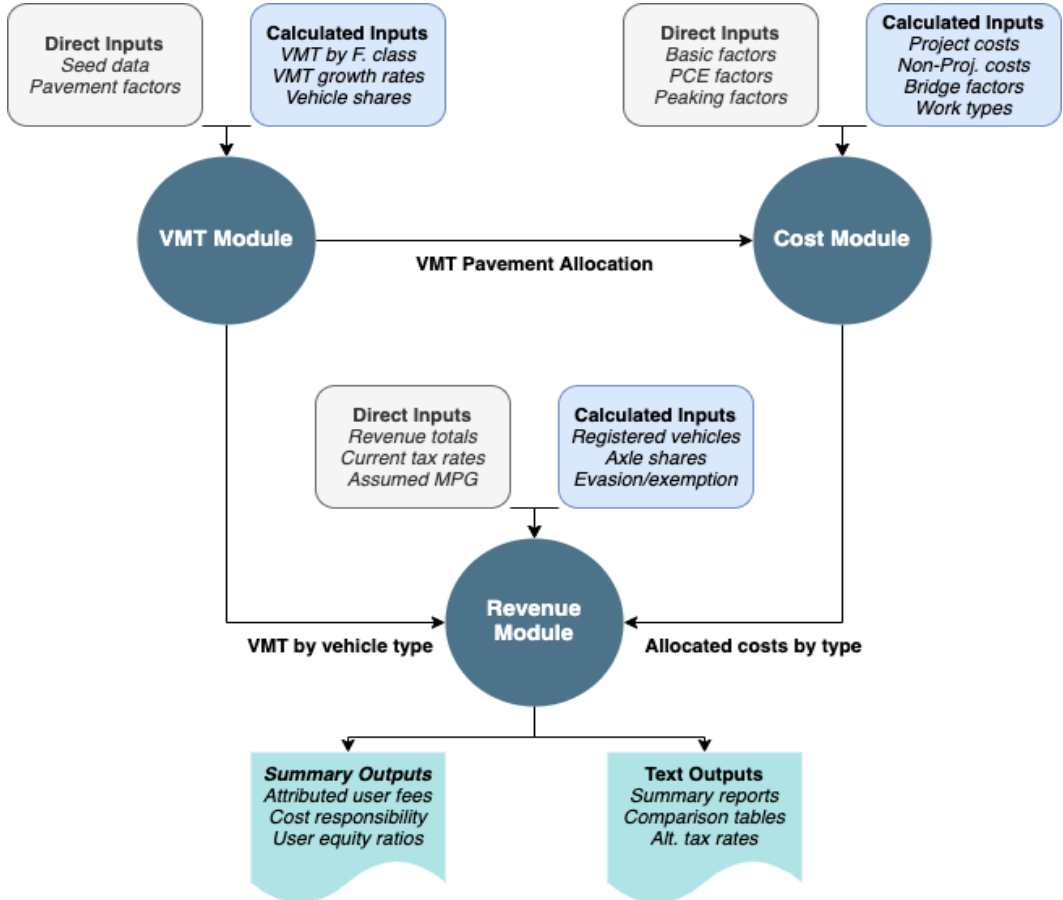 Direct Inputs
Seed data
Pavement factors
Calculated Inputs
VMT by F. class
VMT growth rates
Vehicle shares
Direct Inputs
Basic factors
PCE factors
Peaking factors
Calculated Inputs
Project costs
Non-Proj. costs
Bridge factors
Work types
VMT Module
Cost Module
VMT Pavement Allocation
Direct Inputs
Revenue totals
Current tax rates
Assumed MPG
Calculated Inputs
Registered vehicles
Axle shares
Evasion/exemption
Revenue
Module
VMT by vehicle type
Allocated costs by type
Summary Outputs
Attributed user fees
Cost responsibility
User equity ratios
Text Outputs
Summary reports
Comparison tables
Alt. tax rates